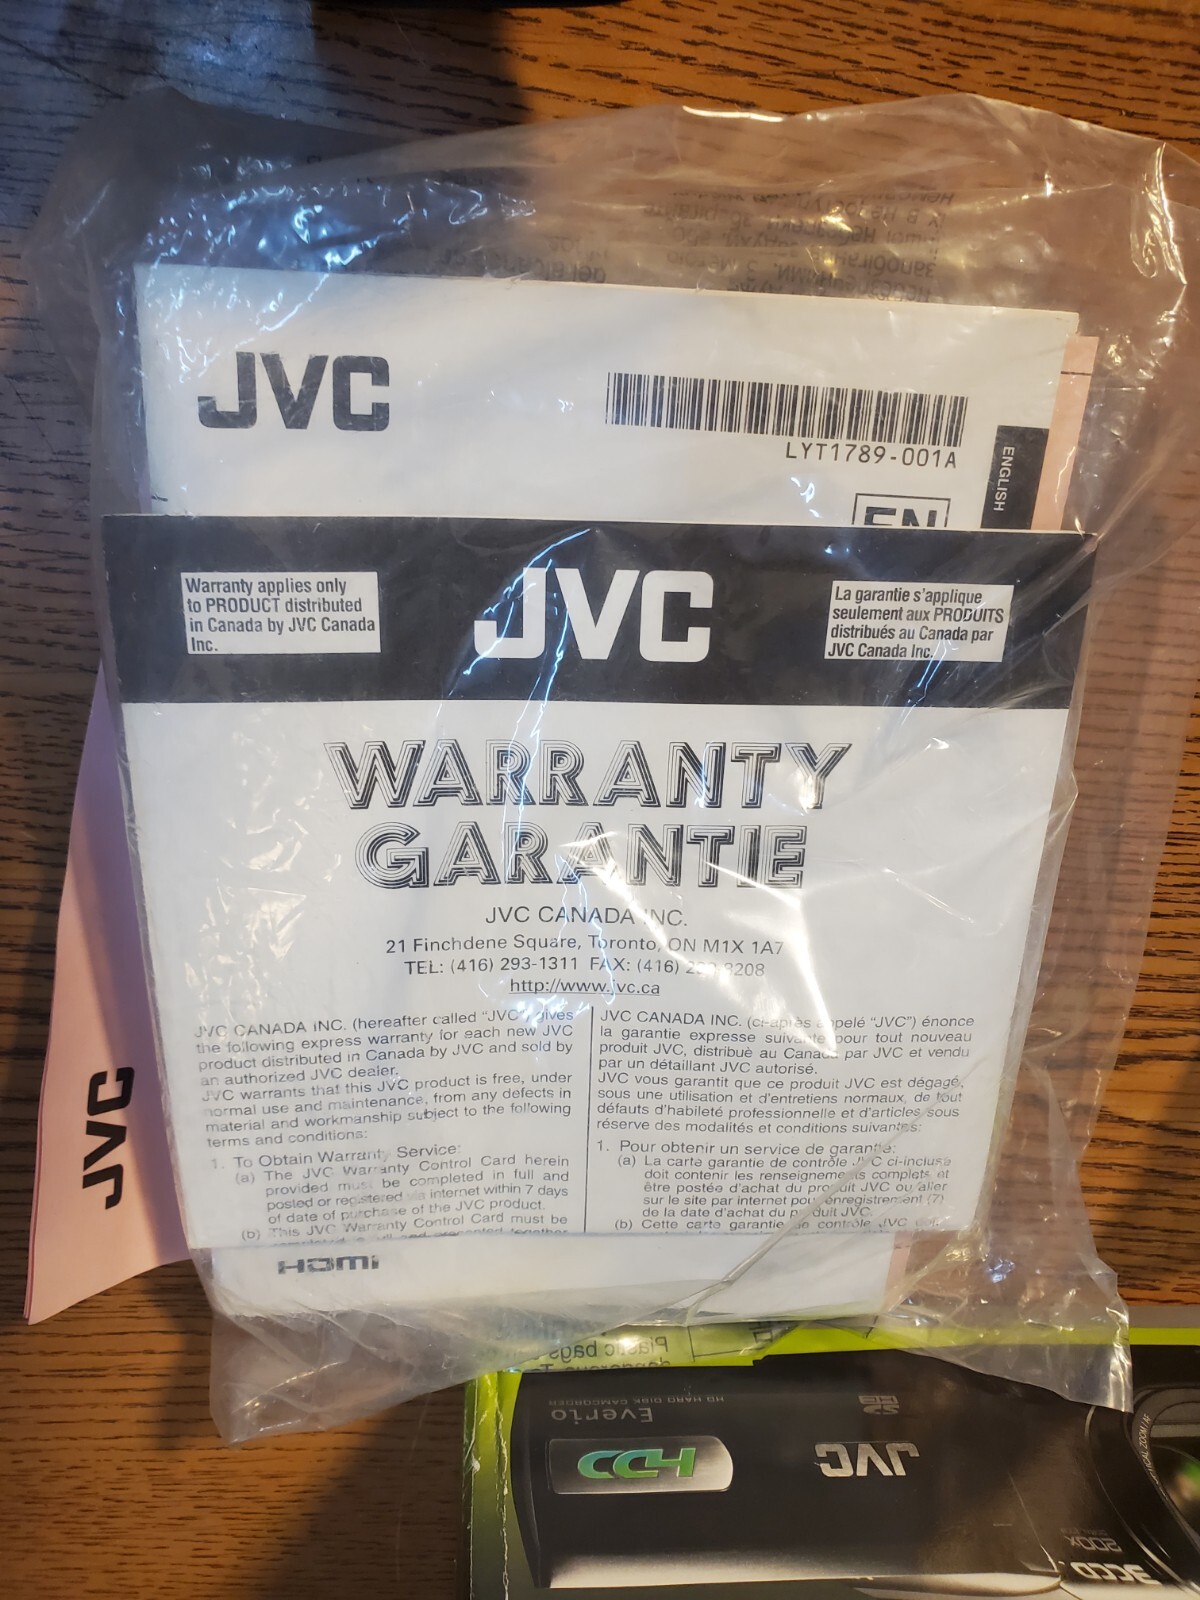 JVC
LYT1789-001A
ENGLISH
EN
Warranty applies only
to PRODUCT distributed
in Canada by JVC Canada
Inc.
JVC
La garantie s'applique
seulement aux PRODUITS
distribués au Canada par
JVC Canada Inc.
WARRANTY
GARANTIE
JVC CANADA INC.
21 Finchdene Square, Toronto, ON M1X 1A7
TEL: (416) 293-1311 FAX: (416) 8208
http://www.jvc.ca
JVC CANADA INC. (hereafter called "JVC") gives
the following express warranty for each new JVC
product distributed in Canada by JVC and sold by
an authorized JVC dealer.
JVC warrants that this JVC product is free, under
normal use and maintenance, from any defects in
material and workmanship subject to the following
terms and conditions:
1. To Obtain Warranty Service:
(a) The JVC Warranty Control Card herein
provided must be completed in full and
posted or registered via internet within 7 days
of date of purchase of the JVC product.
(b) This JVC Warranty Control Card must be
JVC CANADA INC. (ci-après appelé "JVC") énonce
la garantie expresse suivante pour tout nouveau
produit JVC, distribuè au Canada par JVC et vendu
par un détaillant JVC autorisé.
JVC vous garantit que ce produit JVC est dégagé,
sous une utilisation et d'entretiens normaux, de tout
défauts d'habileté professionnelle et d'articles sous
réserve des modalités et conditions suivantes:
1. Pour obtenir un service de garantie:
(a) La carte garantie de contrôle JVC ci-incluse
doit contenir les renseignements complets et
être postée d'achat du produit JVC ou aller
sur le site par internet pour enregistrement (7)
de la date d'achat du produit JVC.
(b) Cette carte garantie de contrôle JVC
HDMI
JVC
Plastic bags
dangerous
Everio
HD HARD DISK CAMCORDER
HDD
JVC
200X
3CCD